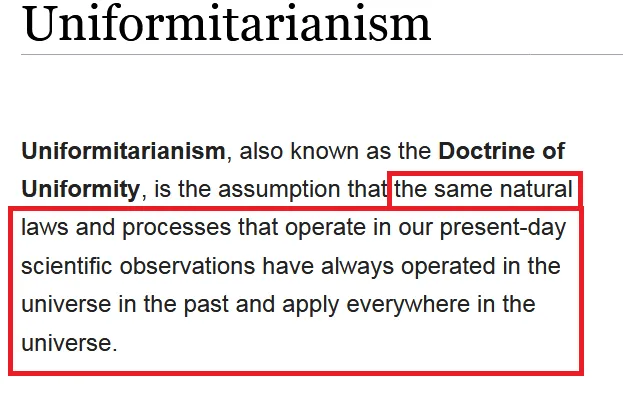 Uniformitarianism
Uniformitarianism, also known as the Doctrine of
Uniformity, is the assumption that the same natural
laws and processes that operate in our present-day
scientific observations have always operated in the
universe in the past and apply everywhere in the
universe.